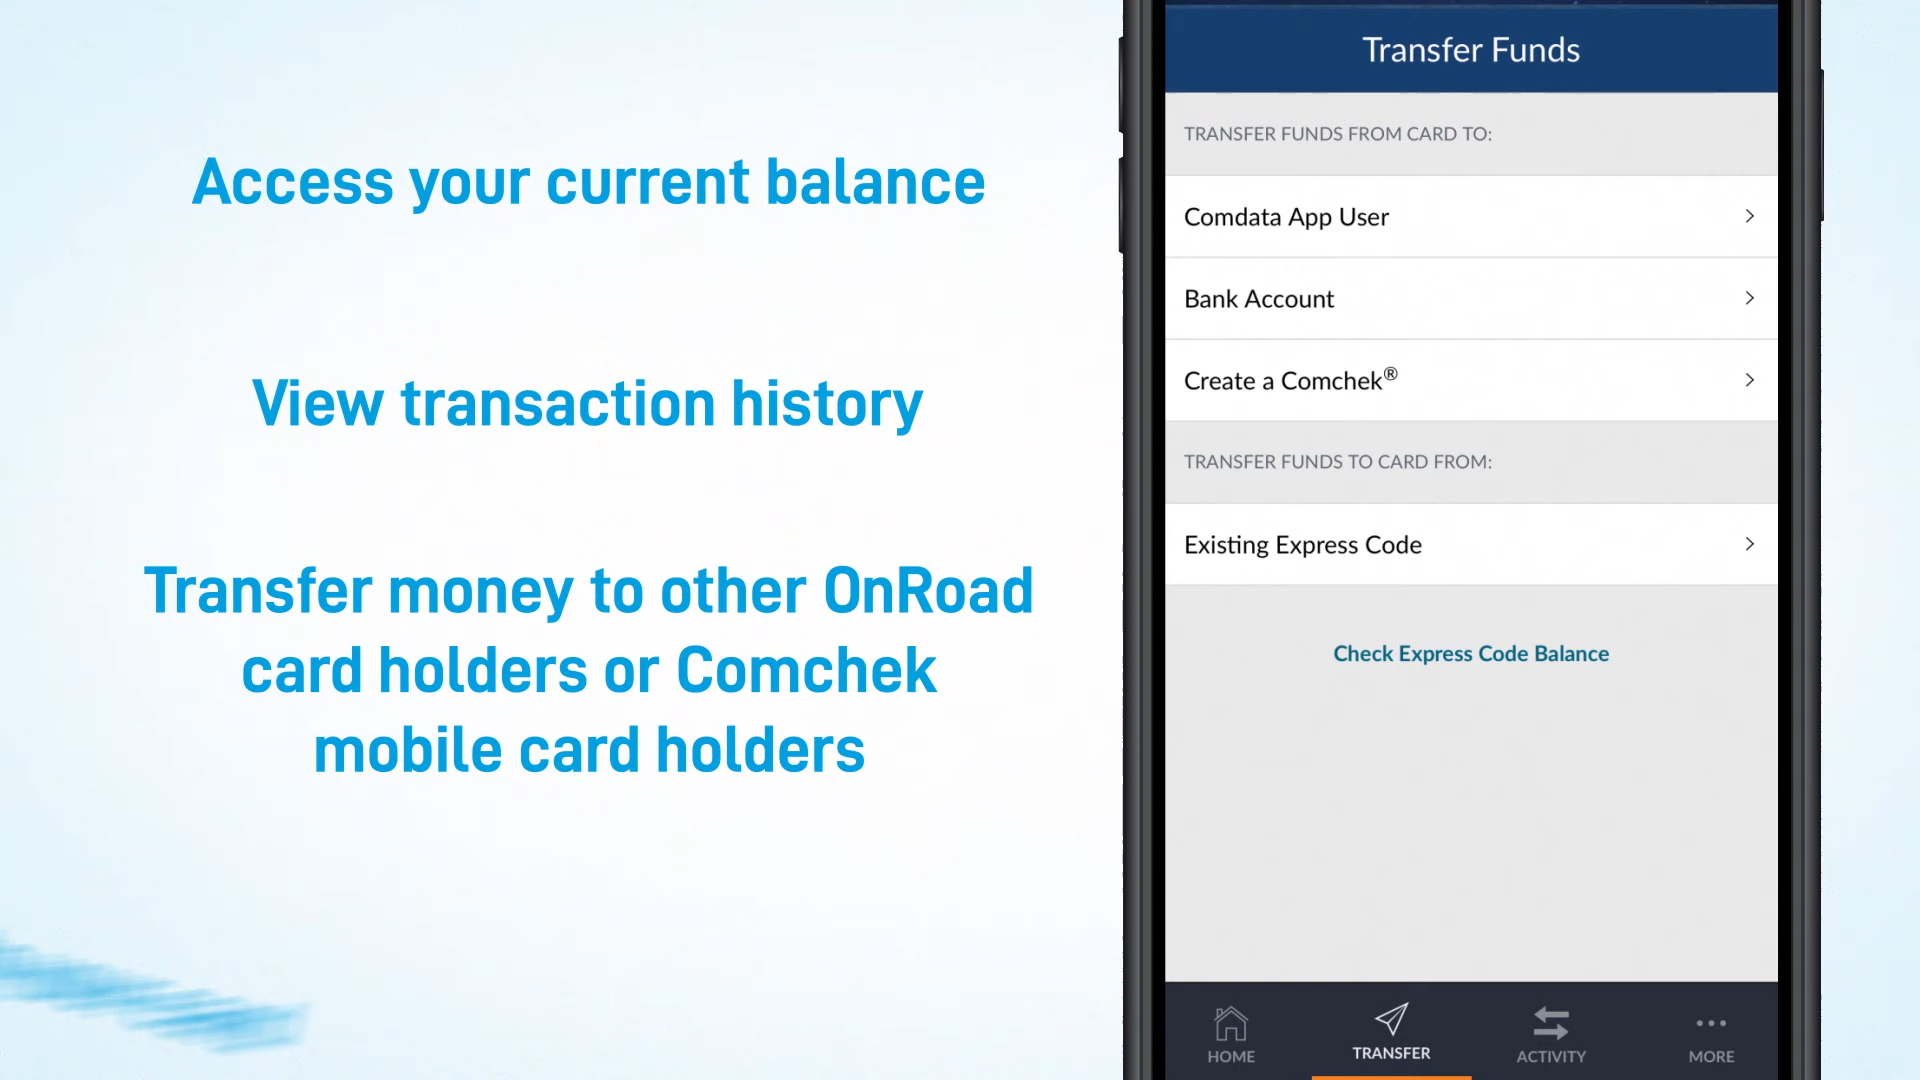 Access your current balance
View transaction history
Transfer money to other OnRoad
card holders or Comchek
mobile card holders
Transfer Funds
TRANSFER FUNDS FROM CARD TO:
Comdata App User
Bank Account
Create a Comchek®
TRANSFER FUNDS TO CARD FROM:
Existing Express Code
Check Express Code Balance
HOME
TRANSFER
ACTIVITY
MORE